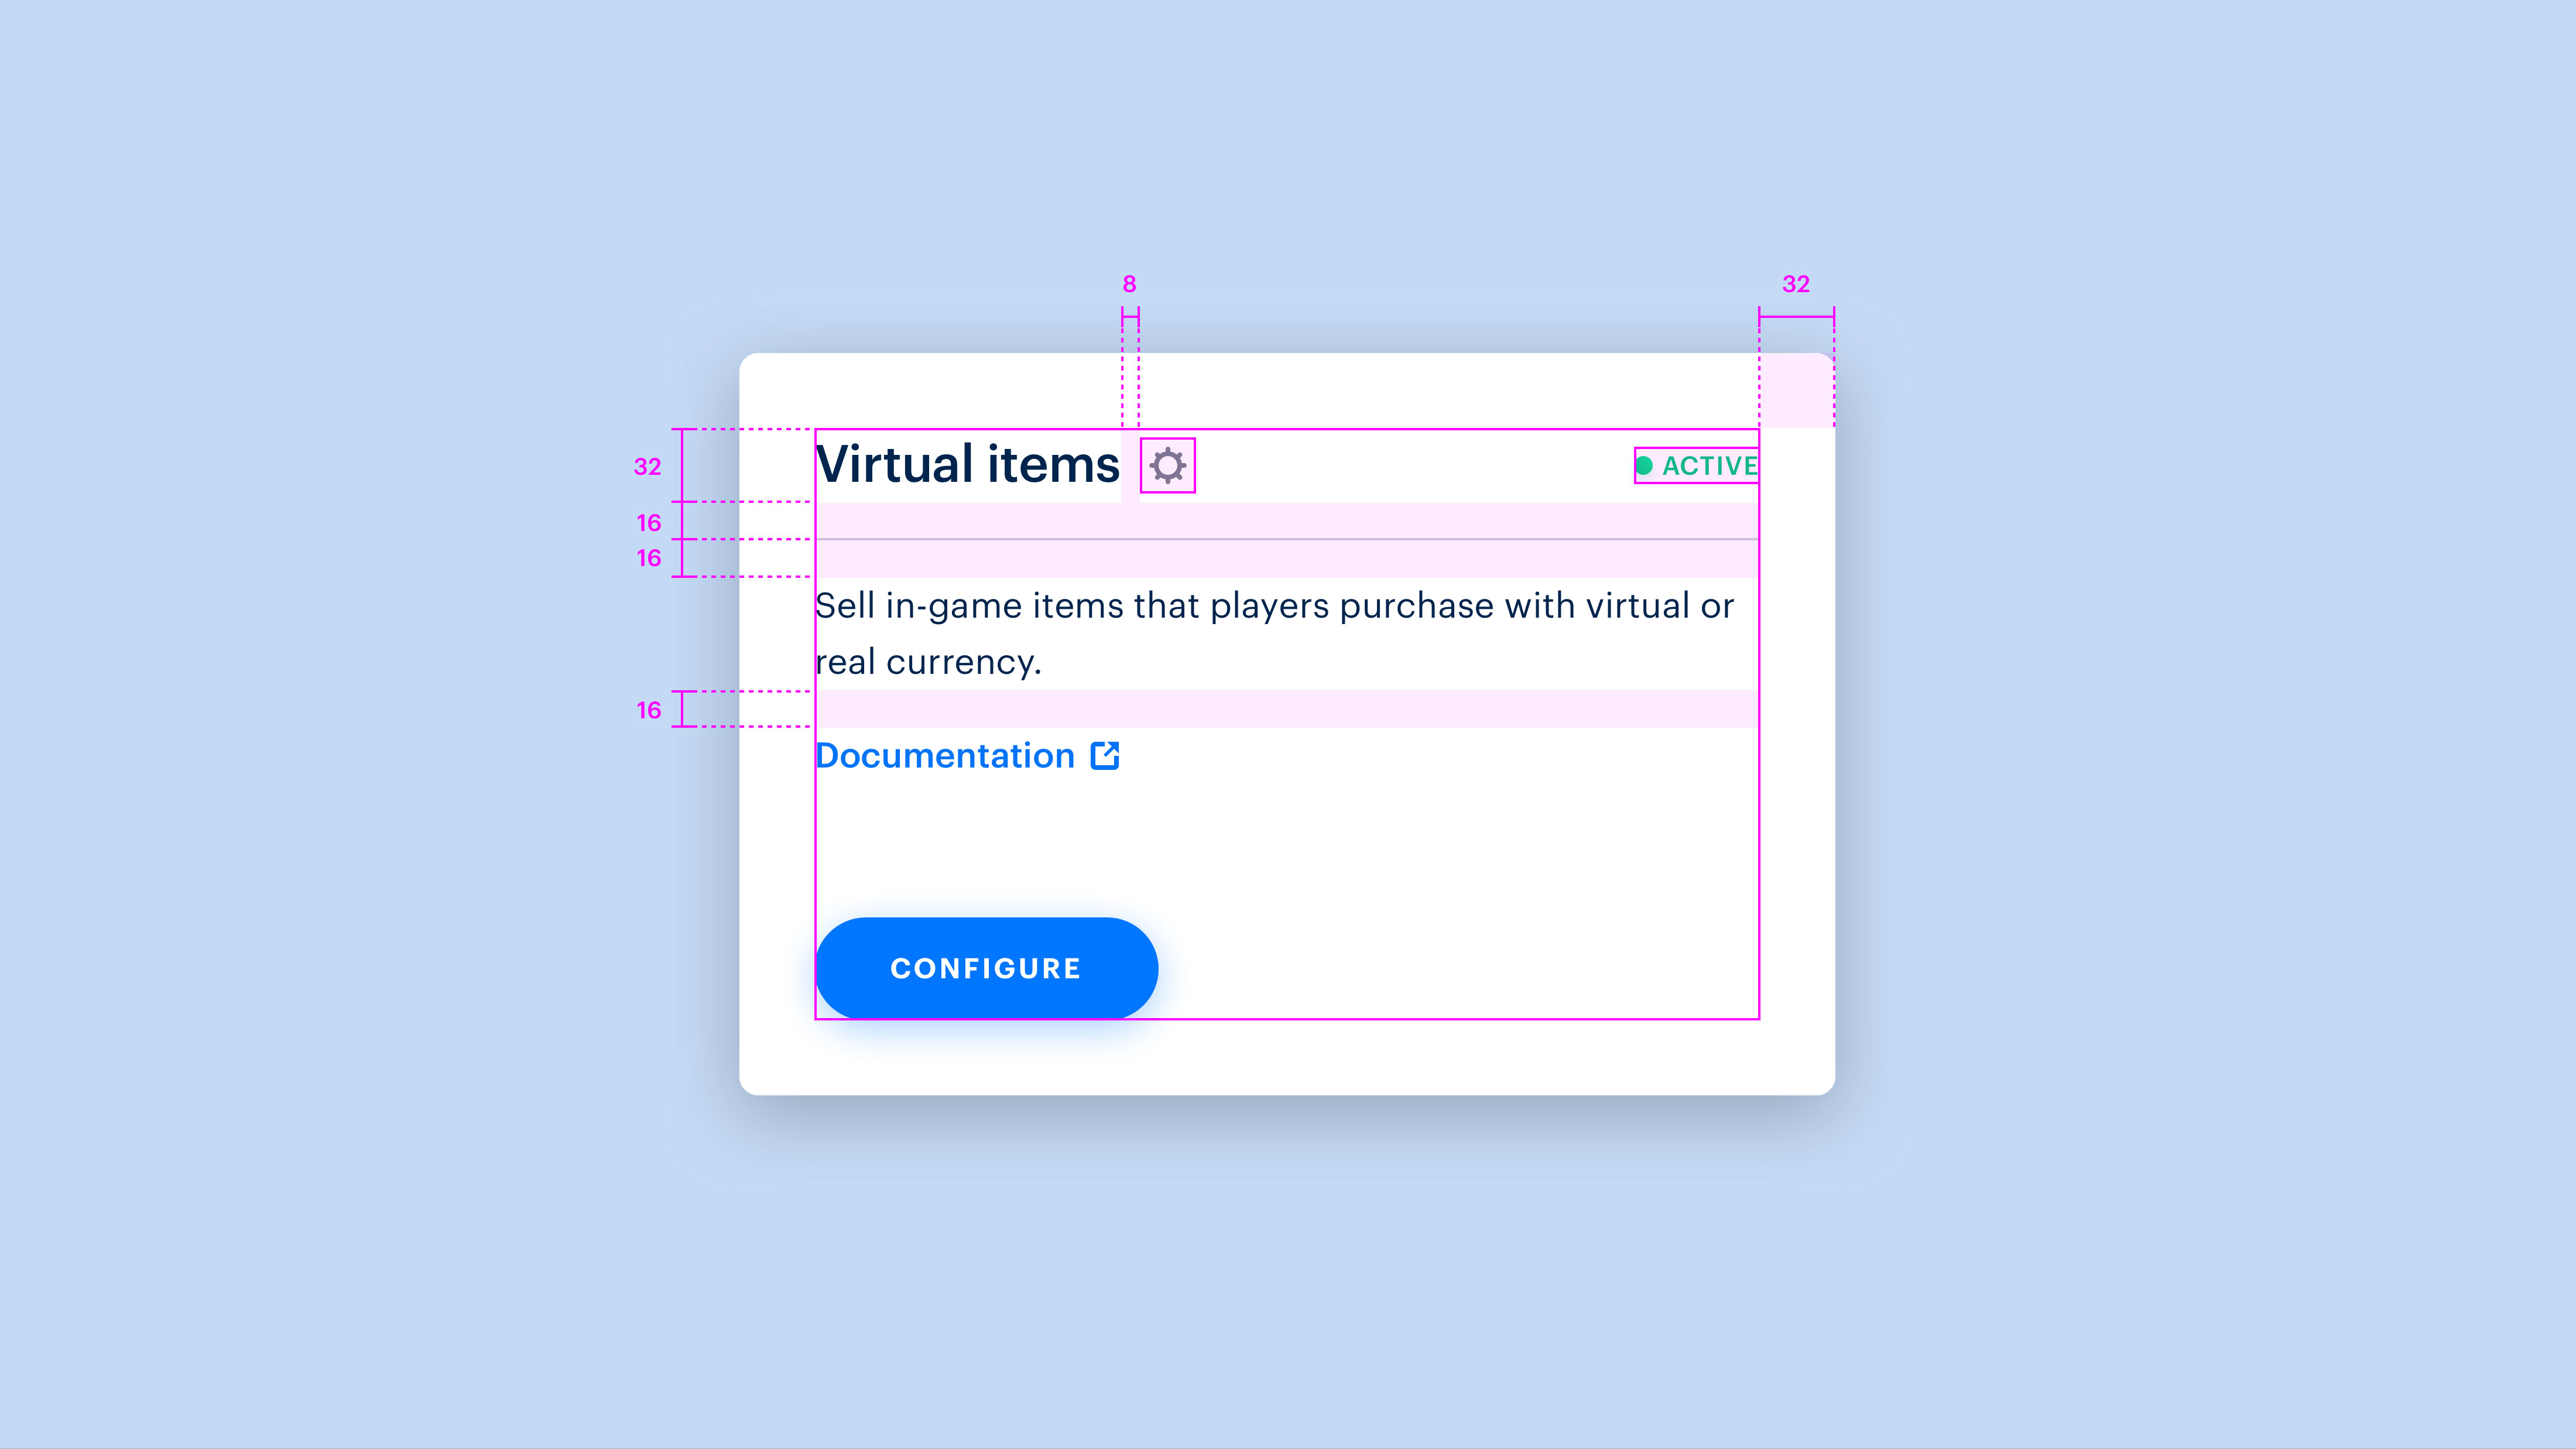 8
32
32
Virtual items
ACTIVE
16
16
Sell in-game items that players purchase with virtual or
real currency.
16
Documentation
CONFIGURE